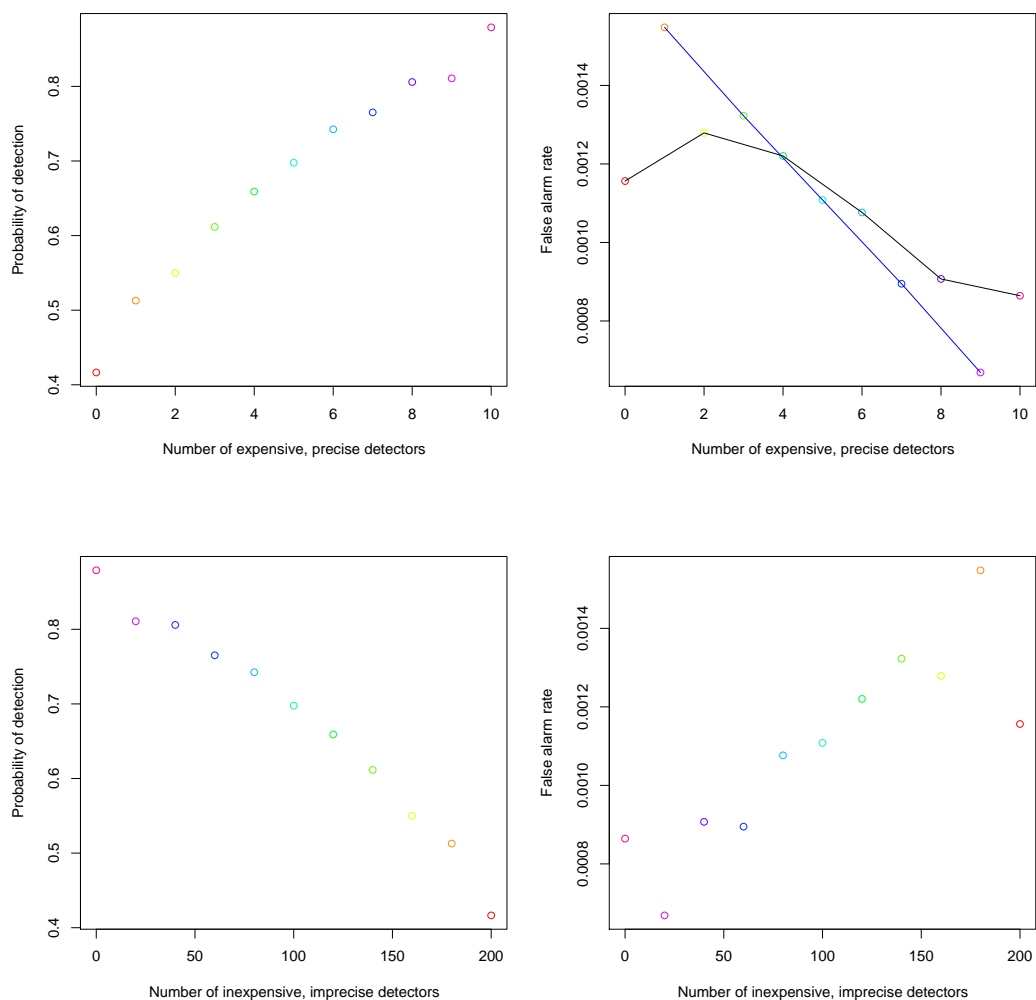 Probability of detection
0.4 0.5 0.6 0.7 0.8
0 2 4 6 8 10
Number of expensive, precise detectors
False alarm rate
0.0008 0.0010 0.0012 0.0014
0 2 4 6 8 10
Number of expensive, precise detectors
Probability of detection
0.4 0.5 0.6 0.7 0.8
0 50 100 150 200
Number of inexpensive, imprecise detectors
False alarm rate
0.0008 0.0010 0.0012 0.0014
0 50 100 150 200
Number of inexpensive, imprecise detectors